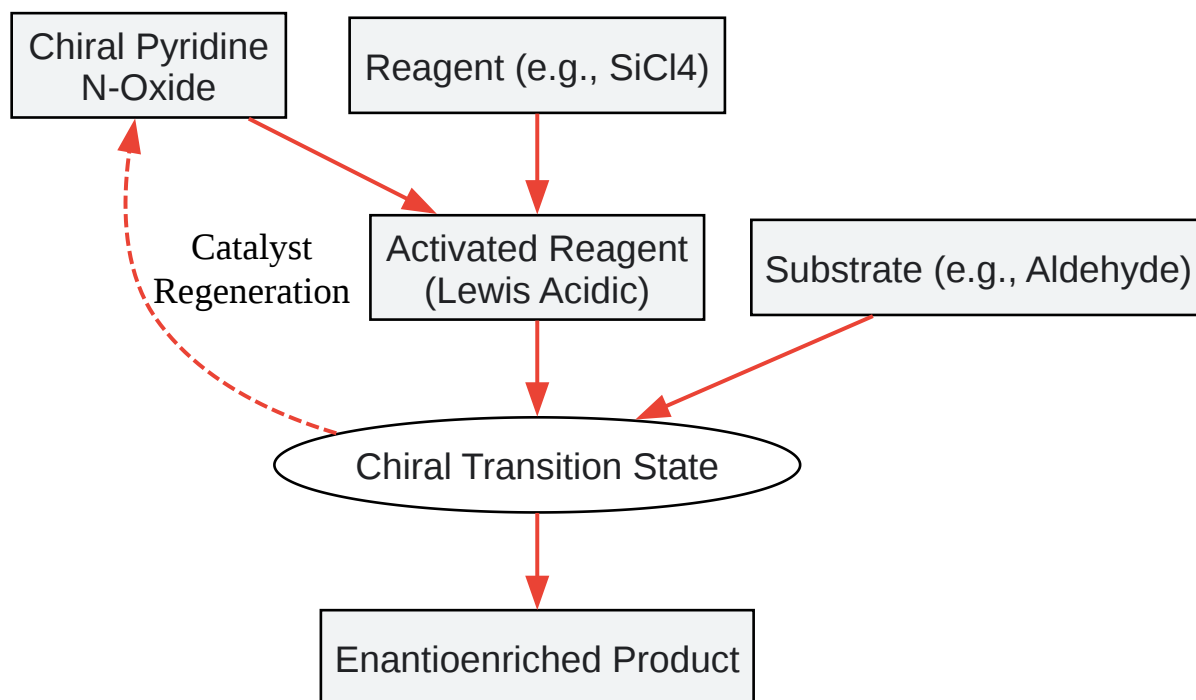 Chiral Pyridine
N-Oxide
Reagent (e.g., SiCl4)
Catalyst
Regeneration
Activated Reagent
(Lewis Acidic)
Substrate (e.g., Aldehyde)
Chiral Transition State
Enantioenriched Product